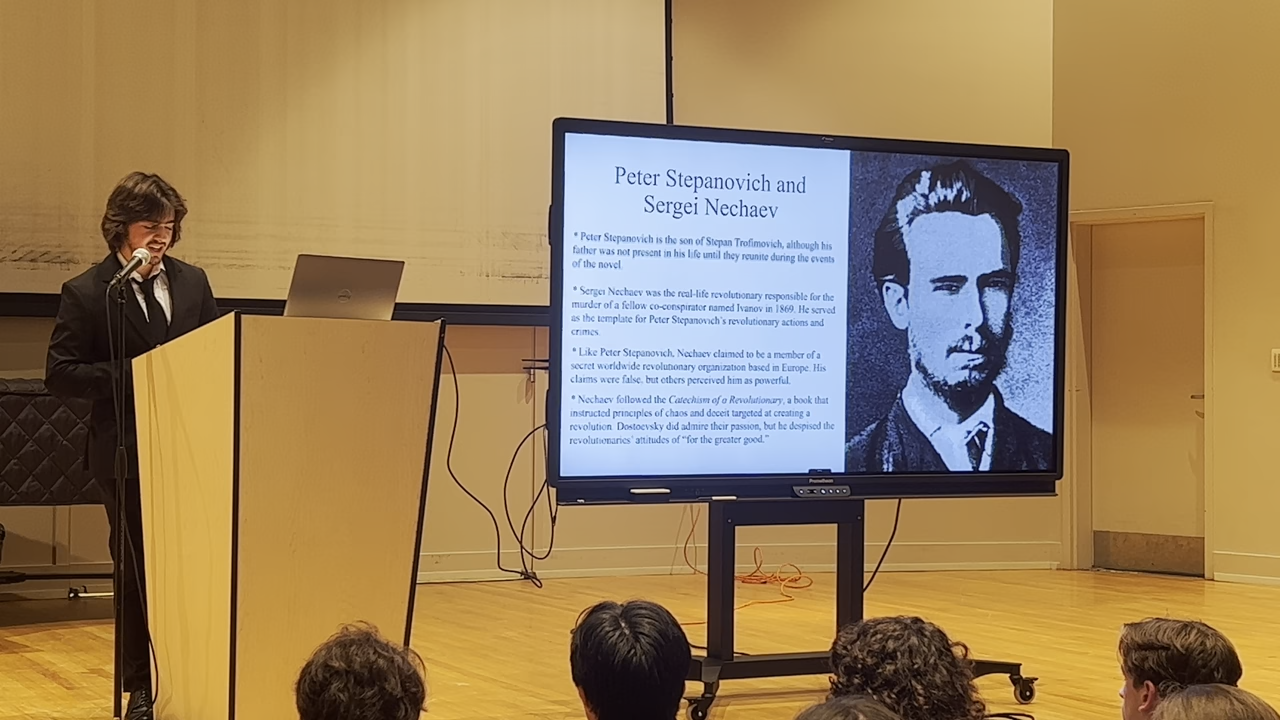 Peter Stepanovich and
Sergei Nechaev
* Peter Stepanovich is the son of Stepan Trofimovich, although his
father was not present in his life until they reunite during the events
of the novel.
* Sergei Nechaev was the real-life revolutionary responsible for the
murder of a fellow co-conspirator named Ivanov in 1869. He served
as the template for Peter Stepanovich's revolutionary actions and
crimes.
* Like Peter Stepanovich, Nechaev claimed to be a member of a
secret worldwide revolutionary organization based in Europe. His
claims were false, but others perceived him as powerful.
* Nechaev followed the Catechism of a Revolutionary, a book that
instructed principles of chaos and deceit targeted at creating a
revolution. Dostoevsky did admire their passion, but he despised the
revolutionaries' attitudes of “for the greater good.”
Promethean